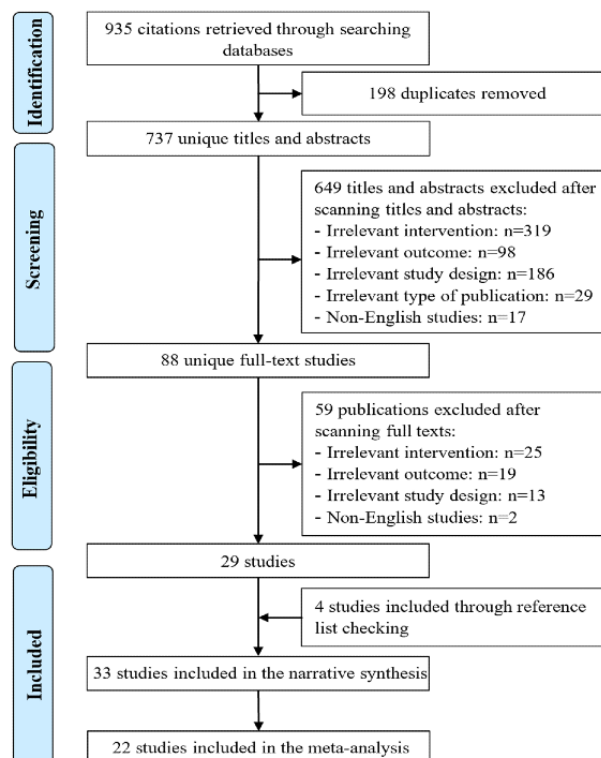 Identification
935 citations retrieved through searching
databases
198 duplicates removed
737 unique titles and abstracts
Screening
649 titles and abstracts excluded after
scanning titles and abstracts:
- Irrelevant intervention: n=319
- Irrelevant outcome: n=98
- Irrelevant study design: n=186
- Irrelevant type of publication: n=29
- Non-English studies: n=17
88 unique full-text studies
Eligibility
59 publications excluded after
scanning full texts:
- Irrelevant intervention: n=25
- Irrelevant outcome: n=19
- Irrelevant study design: n=13
- Non-English studies: n=2
29 studies
Included
4 studies included through reference
list checking
33 studies included in the narrative synthesis
22 studies included in the meta-analysis